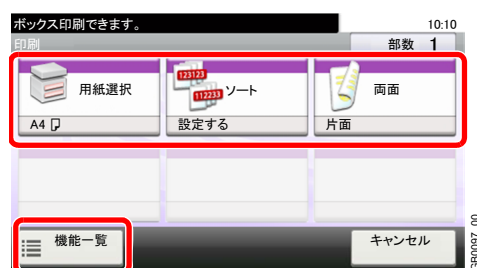 ボックス印刷できます。 10:10
印刷 部数 1
123123
112233
用紙選択 ソート 両面
A4 設定する 片面
機能一覧 キャンセル
GB0097_00